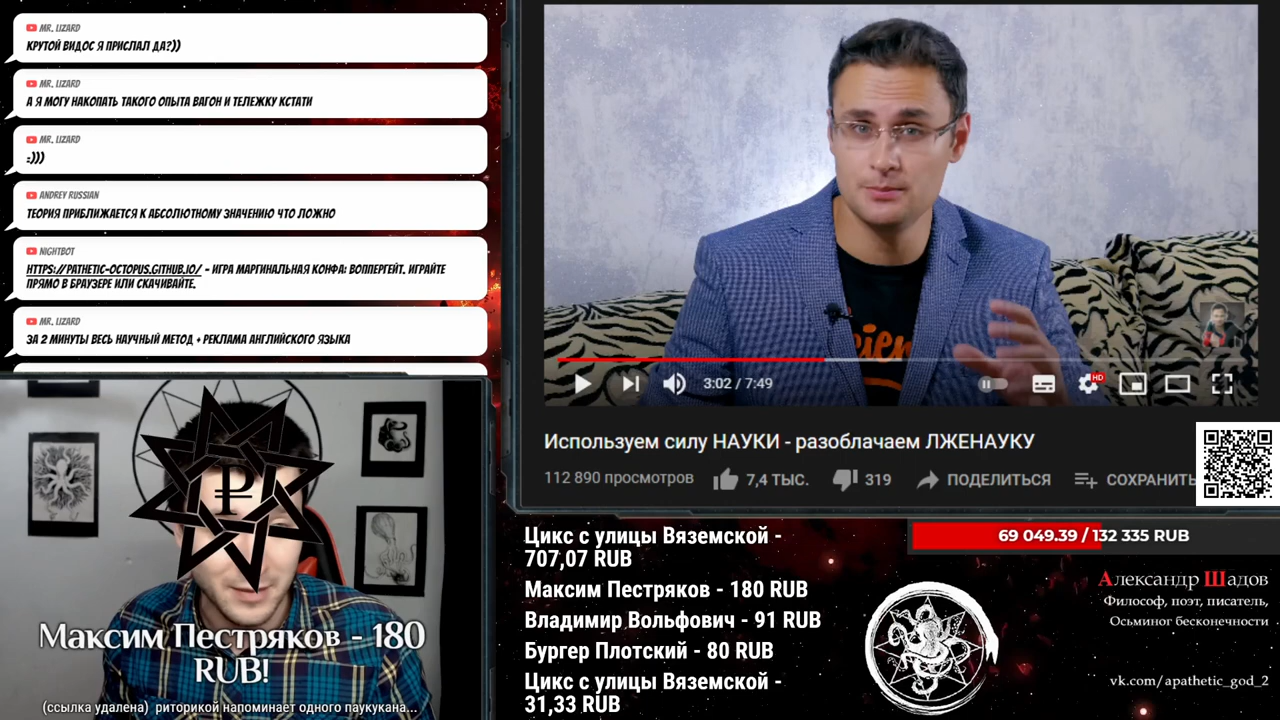 MR. LIZARD
КРУТОЙ ВИДОС Я ПРИСЛАЛ ДА?))
MR. LIZARD
А Я МОГУ НАКОПАТЬ ТАКОГО ОПЫТА ВАГОН И ТЕЛЕЖКУ КСТАТИ
MR. LIZARD
:)))
ANDREY RUSSIAN
ТЕОРИЯ ПРИБЛИЖАЕТСЯ К АБСОЛЮТНОМУ ЗНАЧЕНИЮ ЧТО ЛОЖНО
NIGHTBOT
HTTPS://PATHETIC-OCTOPUS.GITHUB.IO/ - ИГРА МАРГИНАЛЬНАЯ КОНФА: ВОППЕРГЕЙТ. ИГРАЙТЕ
ПРЯМО В БРАУЗЕРЕ ИЛИ СКАЧИВАЙТЕ.
MR. LIZARD
ЗА 2 МИНУТЫ ВЕСЬ НАУЧНЫЙ МЕТОД + РЕКЛАМА АНГЛИЙСКОГО ЯЗЫКА
3:02 / 7:49
HD
Используем силу НАУКИ - разоблачаем ЛЖЕНАУКУ
112 890 просмотров
7,4 ТЫС.
319
ПОДЕЛИТЬСЯ
СОХРАНИТЬ
₽
Максим Пестряков - 180
RUB!
(ссылка удалена) риторикой напоминает одного паукукана...
Цикс с улицы Вяземской -
707,07 RUB
Максим Пестряков - 180 RUB
Владимир Вольфович - 91 RUB
Бургер Плотский - 80 RUB
Цикс с улицы Вяземской -
31,33 RUB
69 049.39 / 132 335 RUB
Александр Шадов
Философ, поэт, писатель,
Осьминог бесконечности
vk.com/apathetic_god_2